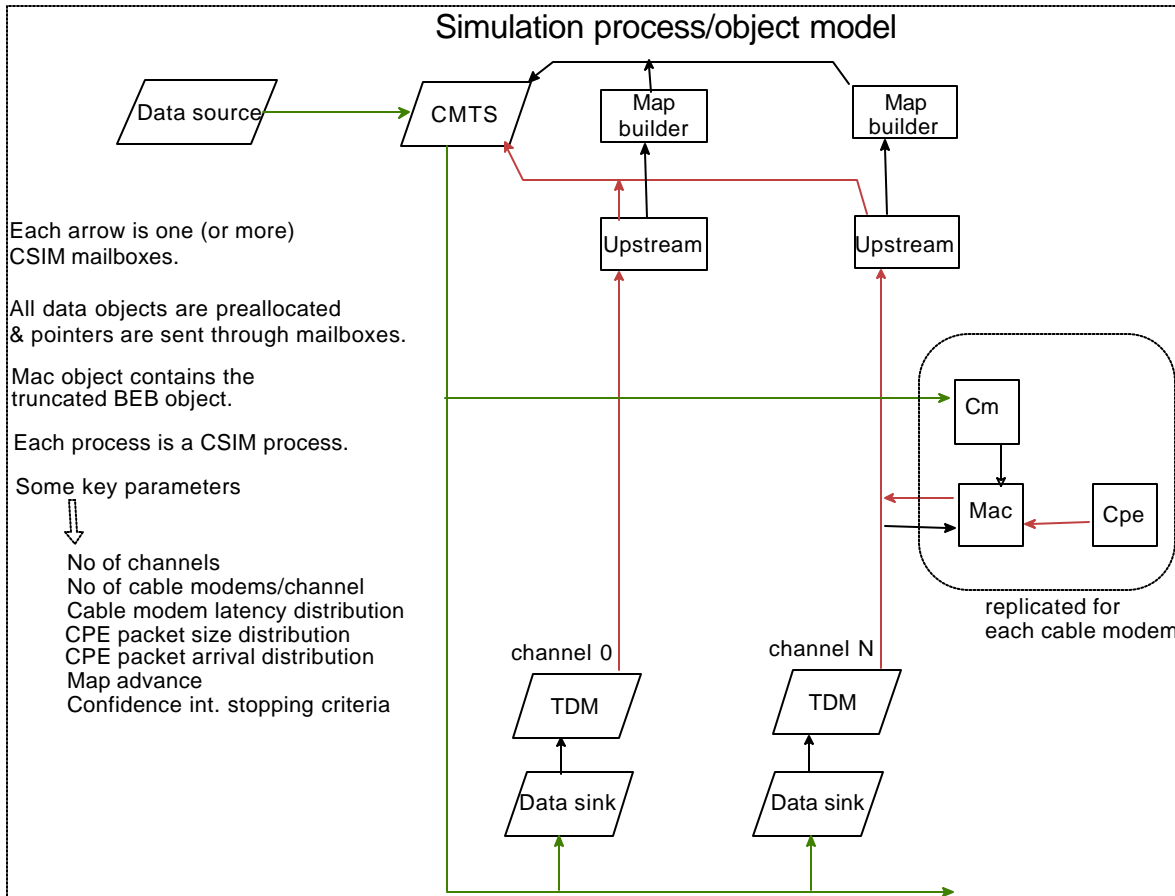 Simulation process/object model
Data source
CMTS
Map
builder
Map
builder
Upstream
Upstream
Each arrow is one (or more)
CSIM mailboxes.
All data objects are preallocated
& pointers are sent through mailboxes.
Mac object contains the
truncated BEB object.
Each process is a CSIM process.
Some key parameters
No of channels
No of cable modems/channel
Cable modem latency distribution
CPE packet size distribution
CPE packet arrival distribution
Map advance
Confidence int. stopping criteria
Cm
Mac
Cpe
replicated for
each cable modem
channel 0
channel N
TDM
TDM
Data sink
Data sink